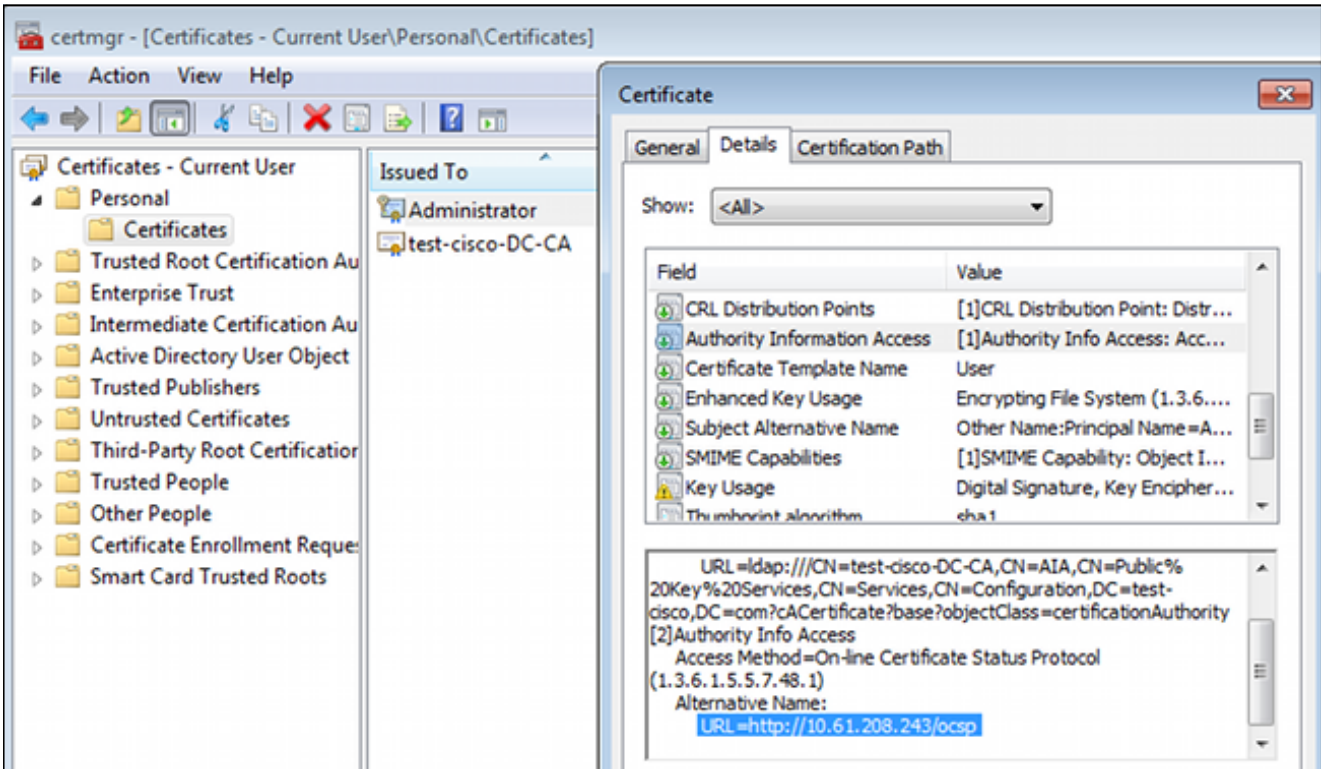 certmgr - [Certificates - Current User\Personal\Certificates]
File Action View Help
Certificates - Current User
Personal
Certificates
Trusted Root Certification Au
Enterprise Trust
Intermediate Certification Au
Active Directory User Object
Trusted Publishers
Untrusted Certificates
Third-Party Root Certification
Trusted People
Other People
Certificate Enrollment Reques
Smart Card Trusted Roots
Issued To
Administrator
test-cisco-DC-CA
Certificate
General Details Certification Path
Show: <All>
Field Value
CRL Distribution Points [1]CRL Distribution Point: Distr...
Authority Information Access [1]Authority Info Access: Acc...
Certificate Template Name User
Enhanced Key Usage Encrypting File System (1.3.6....
Subject Alternative Name Other Name:Principal Name=A...
SMIME Capabilities [1]SMIME Capability: Object I...
Key Usage Digital Signature, Key Encipher...
Thumbprint algorithm sha1
URL=ldap:///CN=test-cisco-DC-CA,CN=AIA,CN=Public%
20Key%20Services,CN=Services,CN=Configuration,DC=test-
cisco,DC=com?cACertificate?base?objectClass=certificationAuthority
[2]Authority Info Access
Access Method=On-line Certificate Status Protocol
(1.3.6.1.5.5.7.48.1)
Alternative Name:
URL=http://10.61.208.243/ocsp